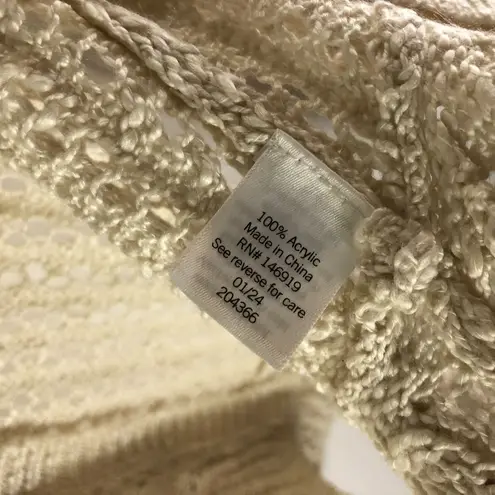 100% Acrylic
Made in China
RN# 146919
See reverse for care
01/24
204366